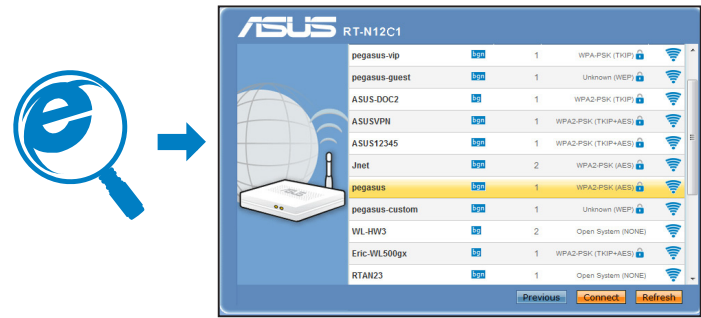 ASUS RT-N12C1
pegasus-vip bgn 1 WPA-PSK (TKIP)
pegasus-guest bgn 1 Unknown (WEP)
ASUS-DOC2 bg 1 WPA2-PSK (TKIP)
ASUSVPN bgn 1 WPA2-PSK (TKIP+AES)
ASUS12345 bgn 1 WPA2-PSK (TKIP+AES)
Jnet bgn 2 WPA2-PSK (AES)
pegasus bgn 1 WPA2-PSK (AES)
pegasus-custom bgn 1 Unknown (WEP)
WL-HW3 bg 2 Open System (NONE)
Eric-WL500gx bg 1 WPA2-PSK (TKIP+AES)
RTAN23 bgn 1 Open System (NONE)
ASUS
Previous Connect Refresh